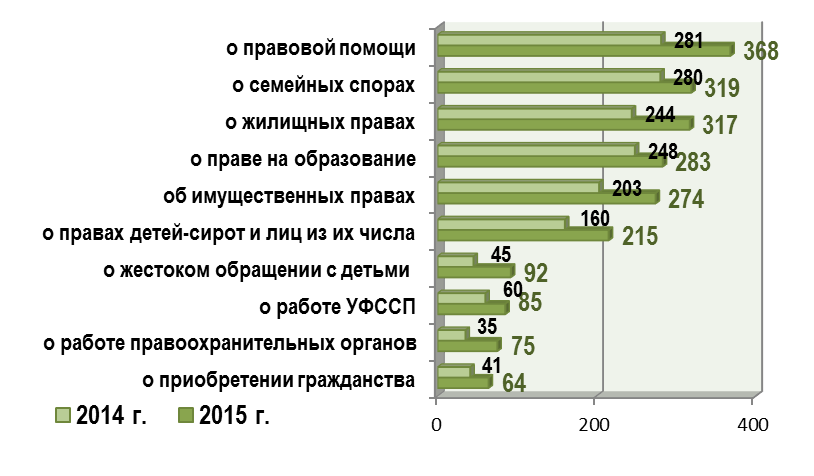 о правовой помощи 281 368
о семейных спорах 280 319
о жилищных правах 244 317
о праве на образование 248 283
об имущественных правах 203 274
о правах детей-сирот и лиц из их числа 160 215
о жестоком обращении с детьми 45 92
о работе УФССП 60 85
о работе правоохранительных органов 35 75
о приобретении гражданства 41 64
2014 г. 2015 г.
0 200 400